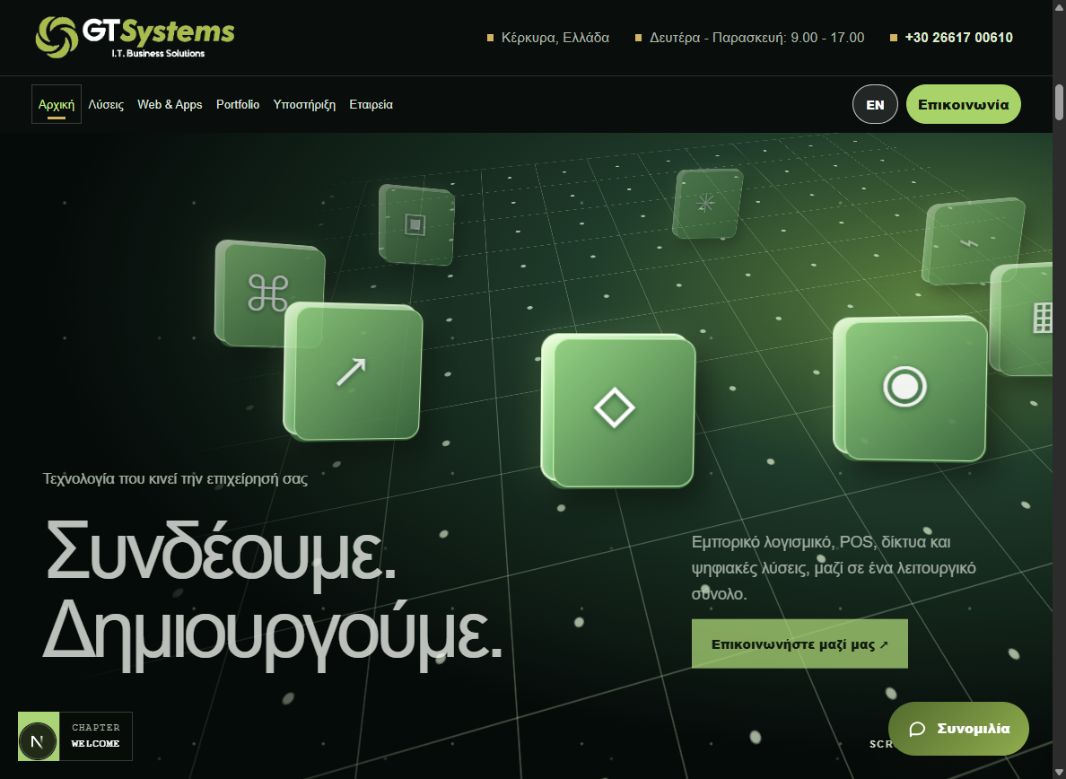 GTSystems
I.T. Business Solutions
Κέρκυρα, Ελλάδα
Δευτέρα - Παρασκευή: 9.00 - 17.00
+30 26617 00610
Αρχική
Λύσεις
Web & Apps
Portfolio
Υποστήριξη
Εταιρεία
EN
Επικοινωνία
Τεχνολογία που κινεί την επιχείρησή σας
Συνδέουμε.
Δημιουργούμε.
Εμπορικό λογισμικό, POS, δίκτυα και
ψηφιακές λύσεις, μαζί σε ένα λειτουργικό
σύνολο.
Επικοινωνήστε μαζί μας ↗
N
CHAPTER
WELCOME
SCR
Συνομιλία